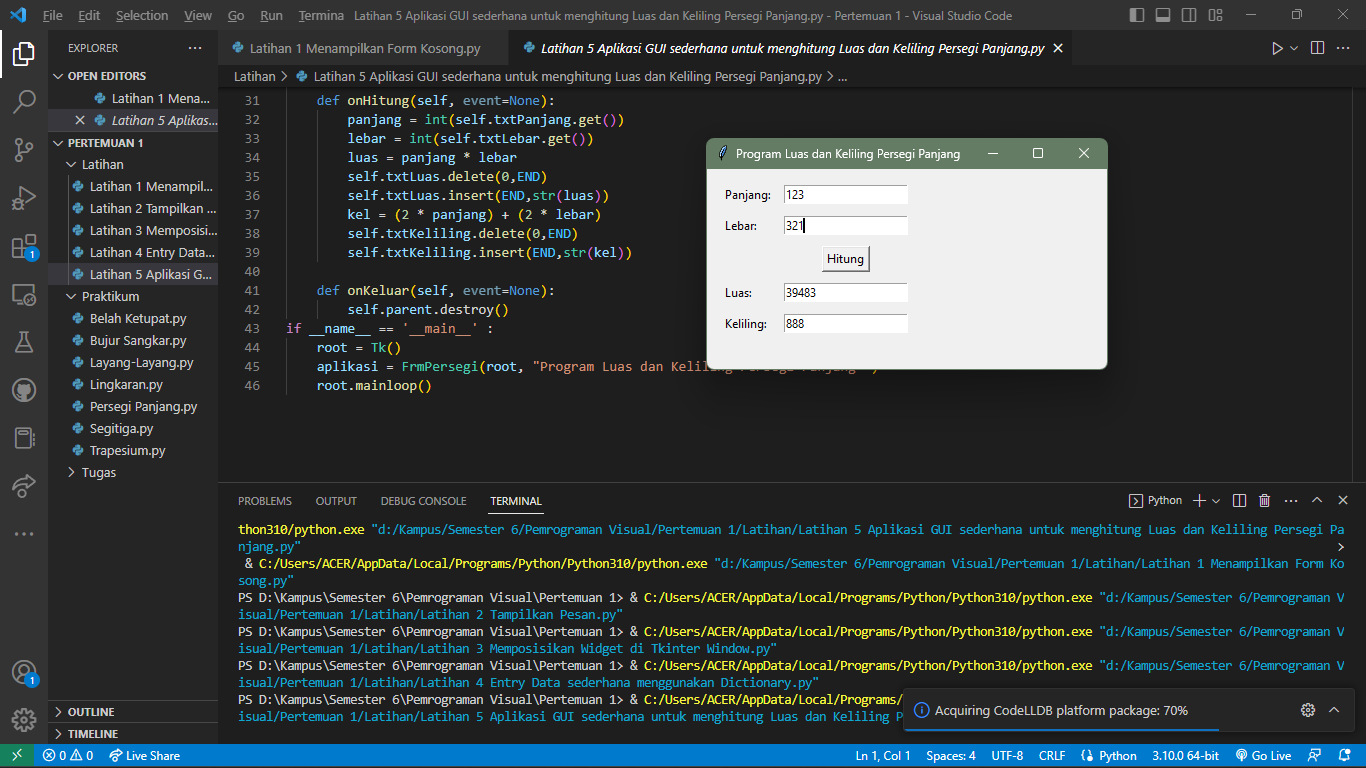 File Edit Selection View Go Run Termina Latihan 5 Aplikasi GUI sederhana untuk menghitung Luas dan Keliling Persegi Panjang.py - Pertemuan 1 - Visual Studio Code
EXPLORER
OPEN EDITORS
Latihan 1 Mena...
Latihan 5 Aplikas...
PERTEMUAN 1
Latihan
Latihan 1 Menampil...
Latihan 2 Tampilkan ...
Latihan 3 Memposisi...
Latihan 4 Entry Data...
Latihan 5 Aplikasi G...
Praktikum
Belah Ketupat.py
Bujur Sangkar.py
Layang-Layang.py
Lingkaran.py
Persegi Panjang.py
Segitiga.py
Trapesium.py
Tugas
OUTLINE
TIMELINE
1
1
Latihan 1 Menampilkan Form Kosong.py
Latihan 5 Aplikasi GUI sederhana untuk menghitung Luas dan Keliling Persegi Panjang.py
Latihan > Latihan 5 Aplikasi GUI sederhana untuk menghitung Luas dan Keliling Persegi Panjang.py > ...
31 def onHitung(self, event=None):
32 panjang = int(self.txtPanjang.get())
33 lebar = int(self.txtLebar.get())
34 luas = panjang * lebar
35 self.txtLuas.delete(0,END)
36 self.txtLuas.insert(END,str(luas))
37 kel = (2 * panjang) + (2 * lebar)
38 self.txtKeliling.delete(0,END)
39 self.txtKeliling.insert(END,str(kel))
40
41 def onKeluar(self, event=None):
42 self.parent.destroy()
43 if __name__ == '__main__' :
44 root = Tk()
45 aplikasi = FrmPersegi(root, "Program Luas dan Keliling
46 root.mainloop()
Program Luas dan Keliling Persegi Panjang
Panjang: 123
Lebar: 321
Hitung
Luas: 39483
Keliling: 888
PROBLEMS OUTPUT DEBUG CONSOLE TERMINAL
Python
thon310/python.exe "d:/Kampus/Semester 6/Pemrograman Visual/Pertemuan 1/Latihan/Latihan 5 Aplikasi GUI sederhana untuk menghitung Luas dan Keliling Persegi Pa
njang.py"
& C:/Users/ACER/AppData/Local/Programs/Python/Python310/python.exe "d:/Kampus/Semester 6/Pemrograman Visual/Pertemuan 1/Latihan/Latihan 1 Menampilkan Form Ko
song.py"
PS D:\Kampus\Semester 6\Pemrograman Visual\Pertemuan 1> & C:/Users/ACER/AppData/Local/Programs/Python/Python310/python.exe "d:/Kampus/Semester 6/Pemrograman V
isual/Pertemuan 1/Latihan/Latihan 2 Tampilkan Pesan.py"
PS D:\Kampus\Semester 6\Pemrograman Visual\Pertemuan 1> & C:/Users/ACER/AppData/Local/Programs/Python/Python310/python.exe "d:/Kampus/Semester 6/Pemrograman V
isual/Pertemuan 1/Latihan/Latihan 3 Memposisikan Widget di Tkinter Window.py"
PS D:\Kampus\Semester 6\Pemrograman Visual\Pertemuan 1> & C:/Users/ACER/AppData/Local/Programs/Python/Python310/python.exe "d:/Kampus/Semester 6/Pemrograman V
isual/Pertemuan 1/Latihan/Latihan 4 Entry Data sederhana menggunakan Dictionary.py"
PS D:\Kampus\Semester 6\Pemrograman Visual\Pertemuan 1> & C:/Users/ACER/AppData/Local/Programs/
isual/Pertemuan 1/Latihan/Latihan 5 Aplikasi GUI sederhana untuk menghitung Luas dan Keliling P
Acquiring CodeLLDB platform package: 70%
0 0 Live Share
Ln 1, Col 1 Spaces: 4 UTF-8 CRLF Python 3.10.0 64-bit Go Live